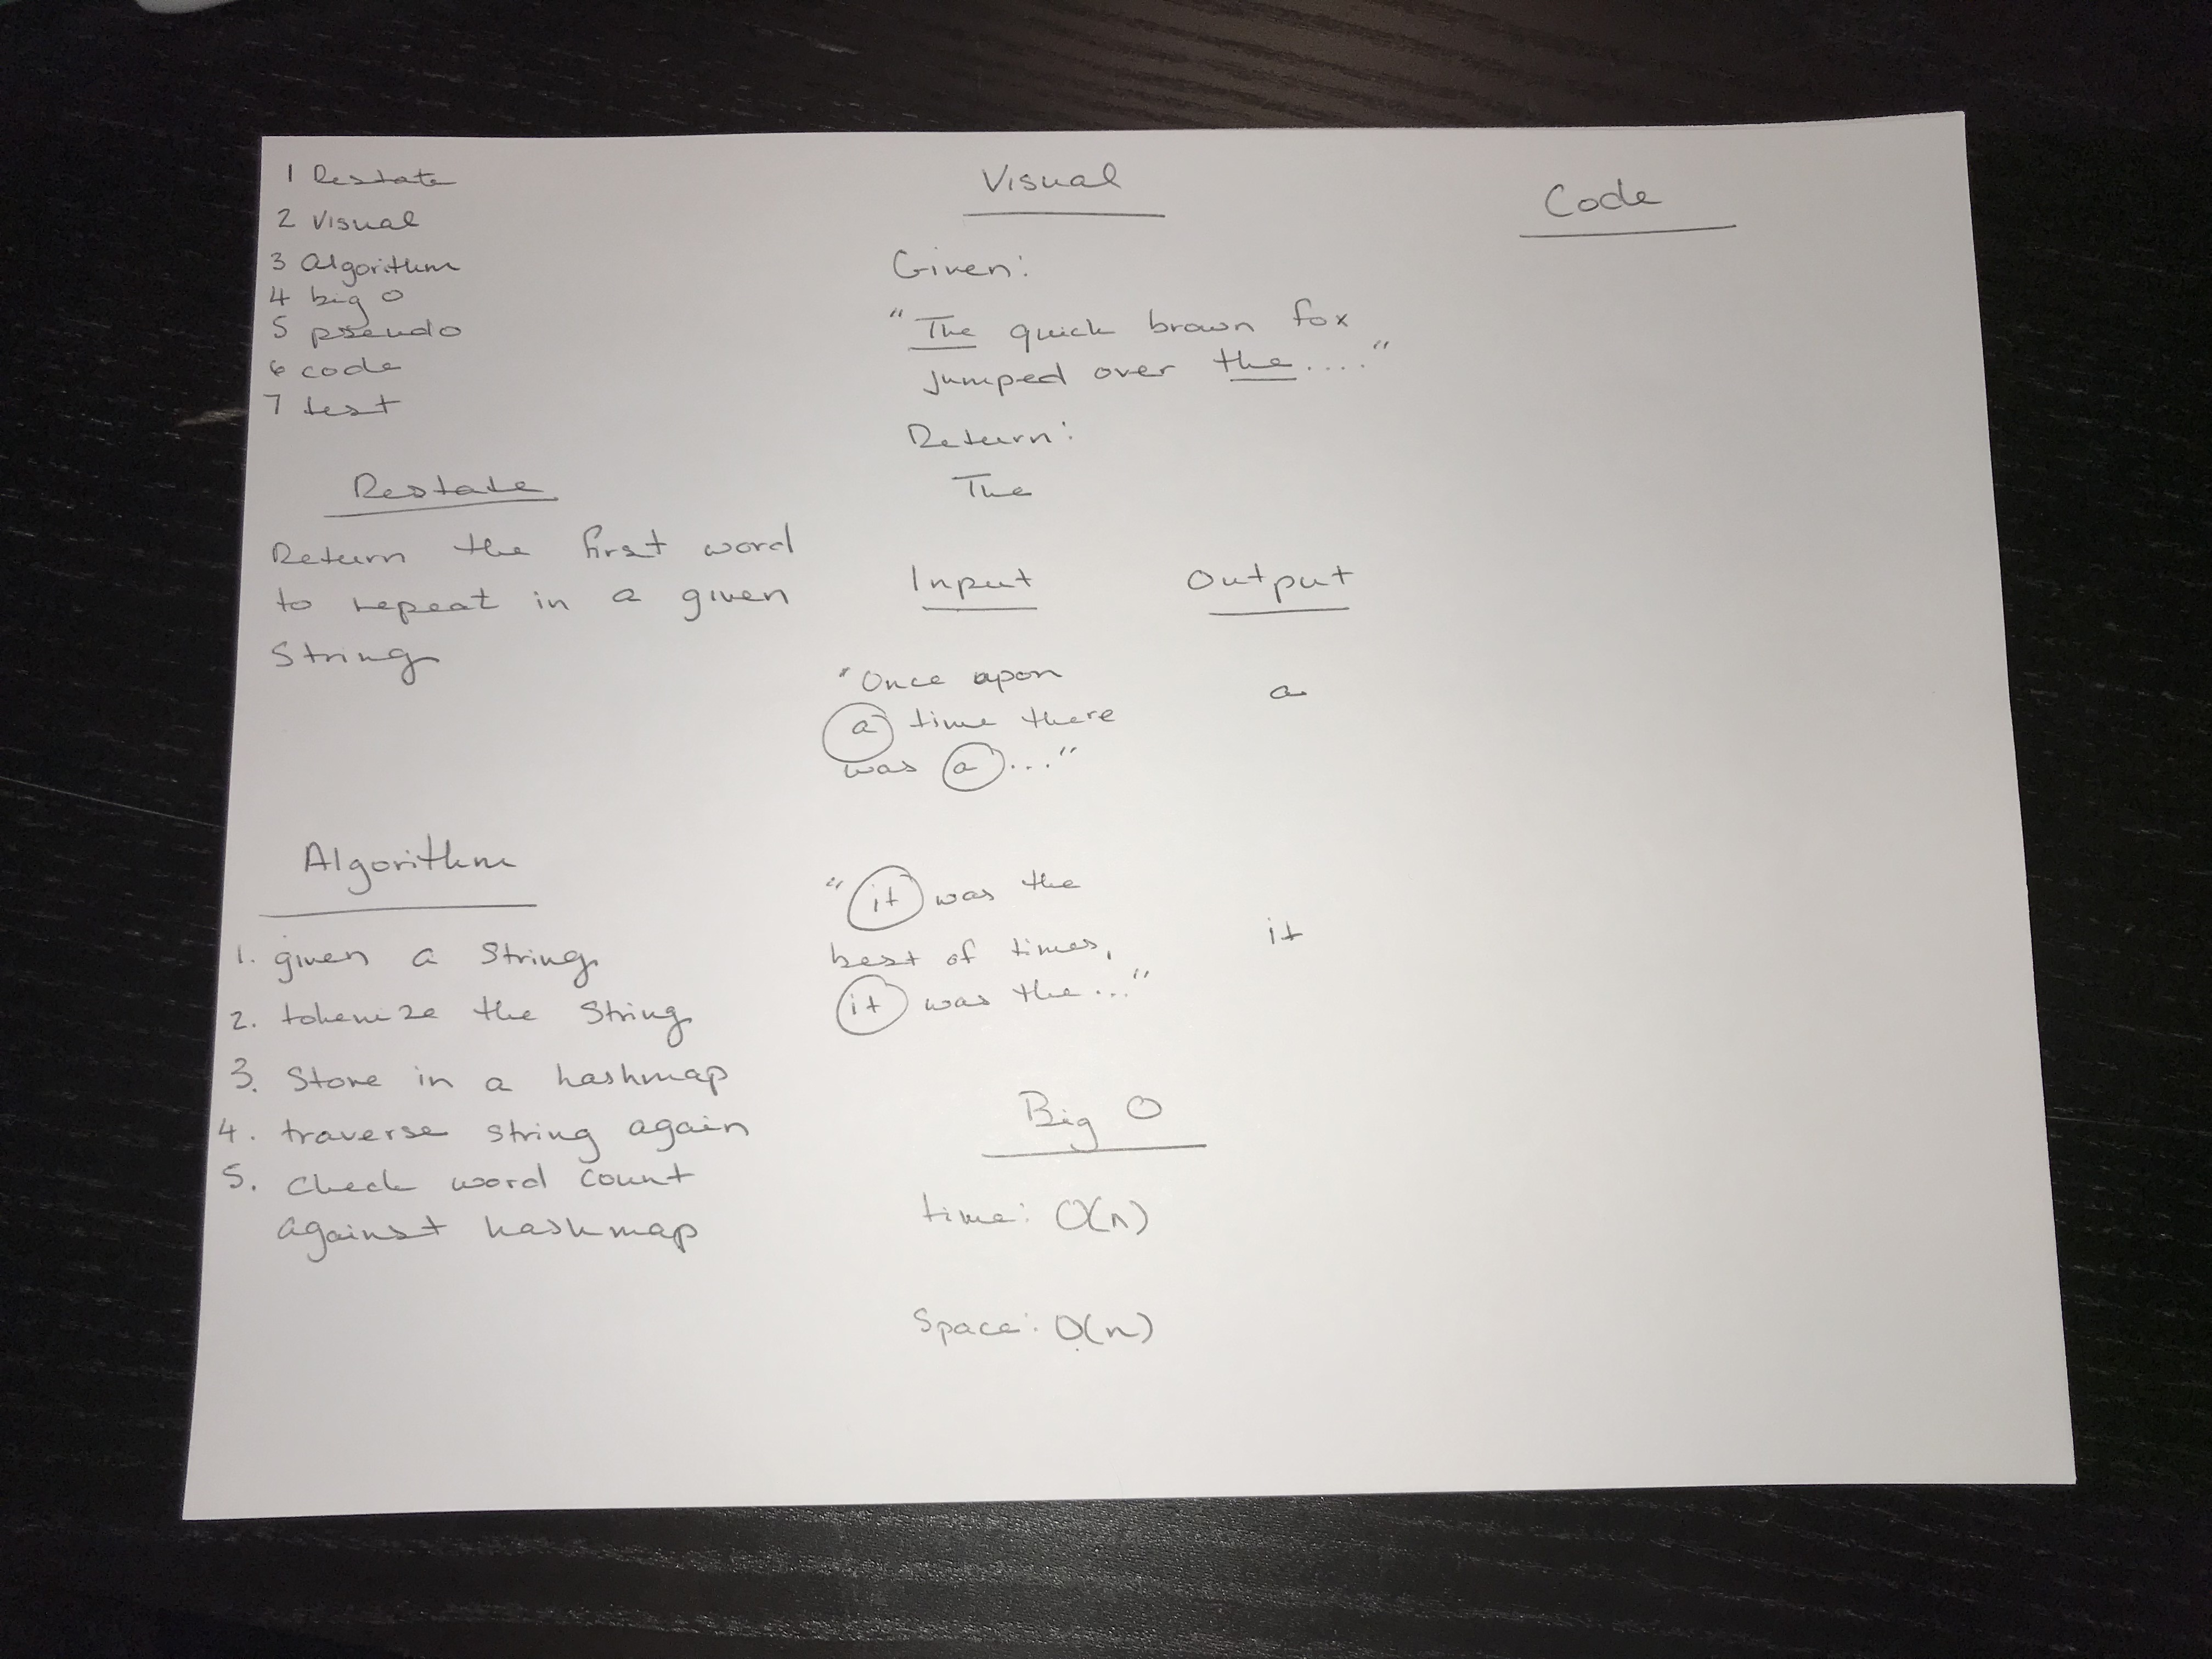 1 Restate
2 Visual
3 Algorithm
4 big o
5 pseudo
6 code
7 test
Restate
Return the first word
to repeat in a given
String
Algorithm
1. given a string
2. tokenize the string
3. Store in a hashmap
4. traverse string again
5. Check word count
against hashmap
Visual
Given:
"The quick brown fox
jumped over the...."
Return:
The
Input Output
"Once upon
a time there a
was a..."
"it was the
best of times, it
it was the..."
Big O
time: O(n)
Space: O(n)
Code